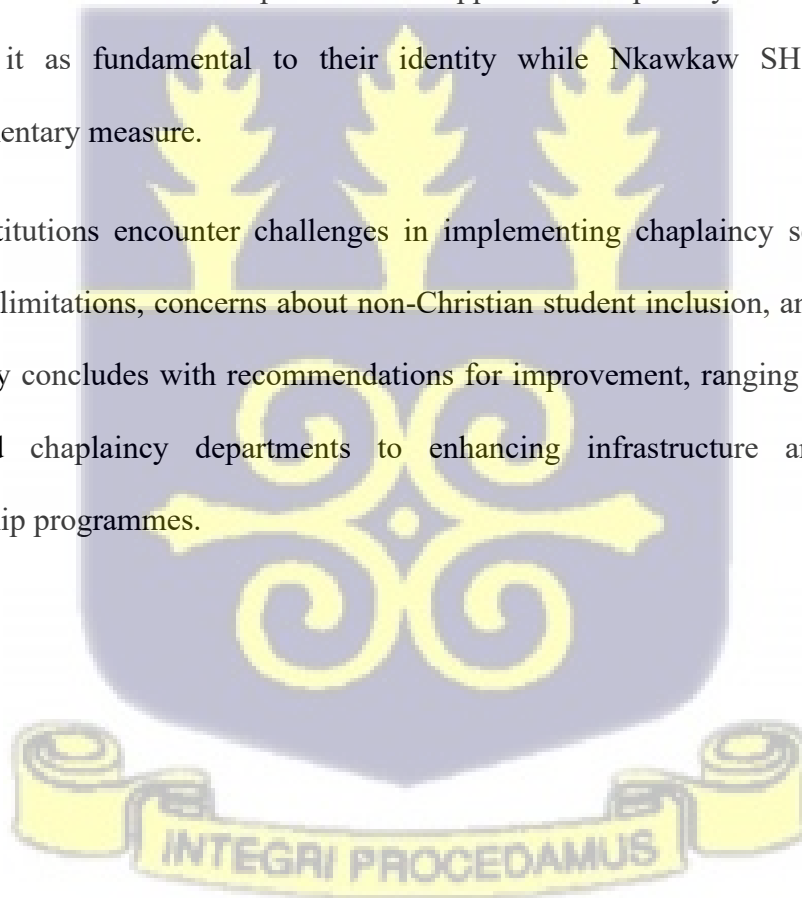 it as fundamental to their identity while Nkawkaw SH
entary measure.
titutions encounter challenges in implementing chaplaincy s
limitations, concerns about non-Christian student inclusion, a
y concludes with recommendations for improvement, ranging
chaplaincy departments to enhancing infrastructure a
ip programmes.
INTEGRI PROCEDAMUS